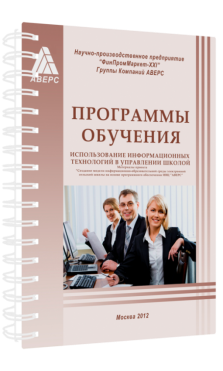 АВЕРС
Научно-производственное предприятие
"ФинПромМаркет-XXI"
Группы Компаний АВЕРС
ПРОГРАММЫ
ОБУЧЕНИЯ
ИСПОЛЬЗОВАНИЕ ИНФОРМАЦИОННЫХ
ТЕХНОЛОГИЙ В УПРАВЛЕНИИ ШКОЛОЙ
Москва 2012